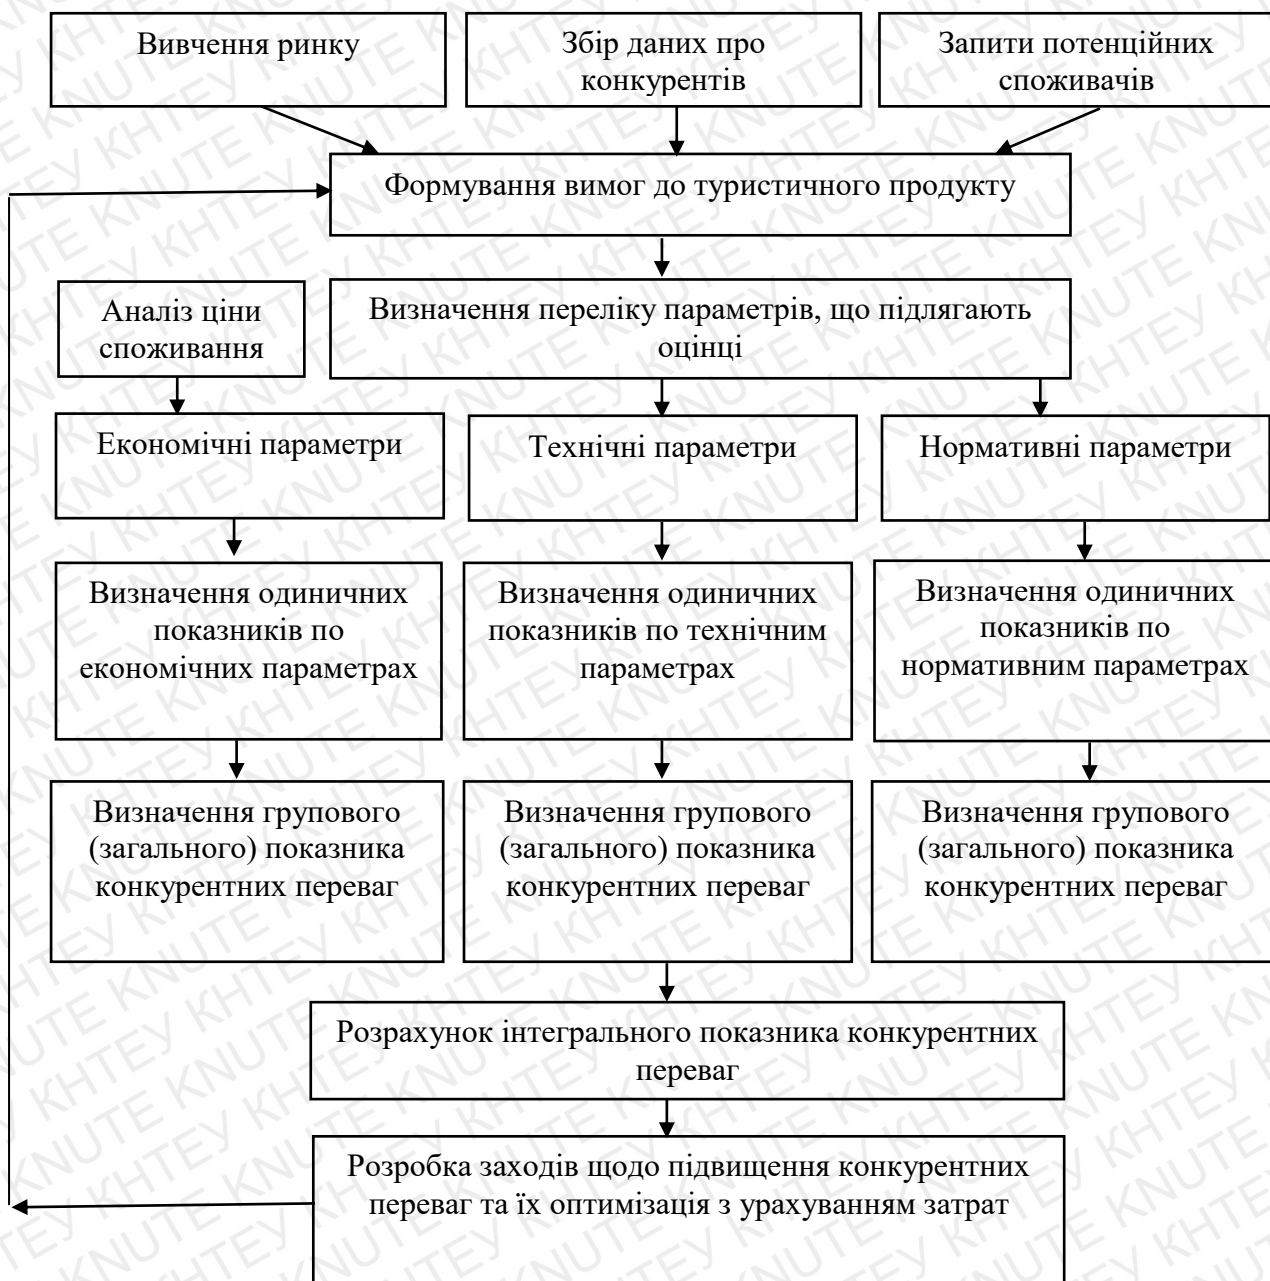 Вивчення ринку
Збір даних про
конкурентів
Запити потенційних
споживачів
Формування вимог до туристичного продукту
Аналіз ціни
споживання
Визначення переліку параметрів, що підлягають
оцінці
Економічні параметри
Технічні параметри
Нормативні параметри
Визначення одиничних
показників по
економічних параметрах
Визначення одиничних
показників по технічним
параметрах
Визначення одиничних
показників по
нормативним параметрах
Визначення групового
(загального) показника
конкурентних переваг
Визначення групового
(загального) показника
конкурентних переваг
Визначення групового
(загального) показника
конкурентних переваг
Розрахунок інтегрального показника конкурентних
переваг
Розробка заходів щодо підвищення конкурентних
переваг та їх оптимізація з урахуванням затрат